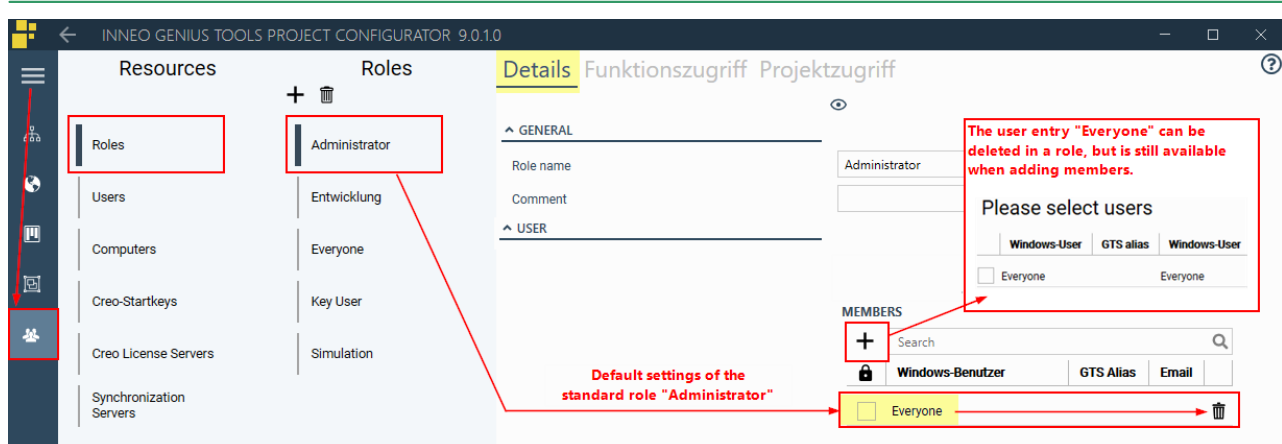 INNEO GENIUS TOOLS PROJECT CONFIGURATOR 9.0.1.0
Resources
Roles
Users
Computers
Creo-Startkeys
Creo License Servers
Synchronization
Servers
Roles
Administrator
Entwicklung
Everyone
Key User
Simulation
Details Funktionszugriff Projektzugriff
GENERAL
Role name
Administrator
Comment
USER
The user entry "Everyone" can be
deleted in a role, but is still available
when adding members.
Please select users
Windows-User GTS alias Windows-User
Everyone Everyone
MEMBERS
Search
Windows-Benutzer GTS Alias Email
Everyone
Default settings of the
standard role "Administrator"